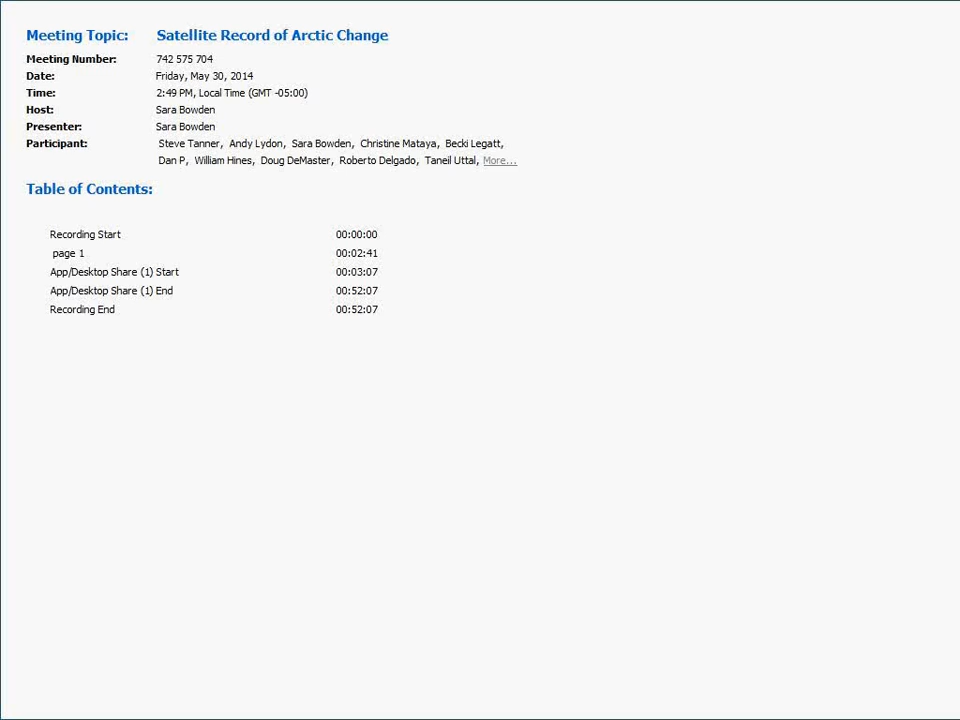 Meeting Topic: Satellite Record of Arctic Change
Meeting Number: 742 575 704
Date: Friday, May 30, 2014
Time: 2:49 PM, Local Time (GMT -05:00)
Host: Sara Bowden
Presenter: Sara Bowden
Participant: Steve Tanner, Andy Lydon, Sara Bowden, Christine Mataya, Becki Legatt,
Dan P, William Hines, Doug DeMaster, Roberto Delgado, Taneil Uttal, More...
Table of Contents:
Recording Start 00:00:00
page 1 00:02:41
App/Desktop Share (1) Start 00:03:07
App/Desktop Share (1) End 00:52:07
Recording End 00:52:07